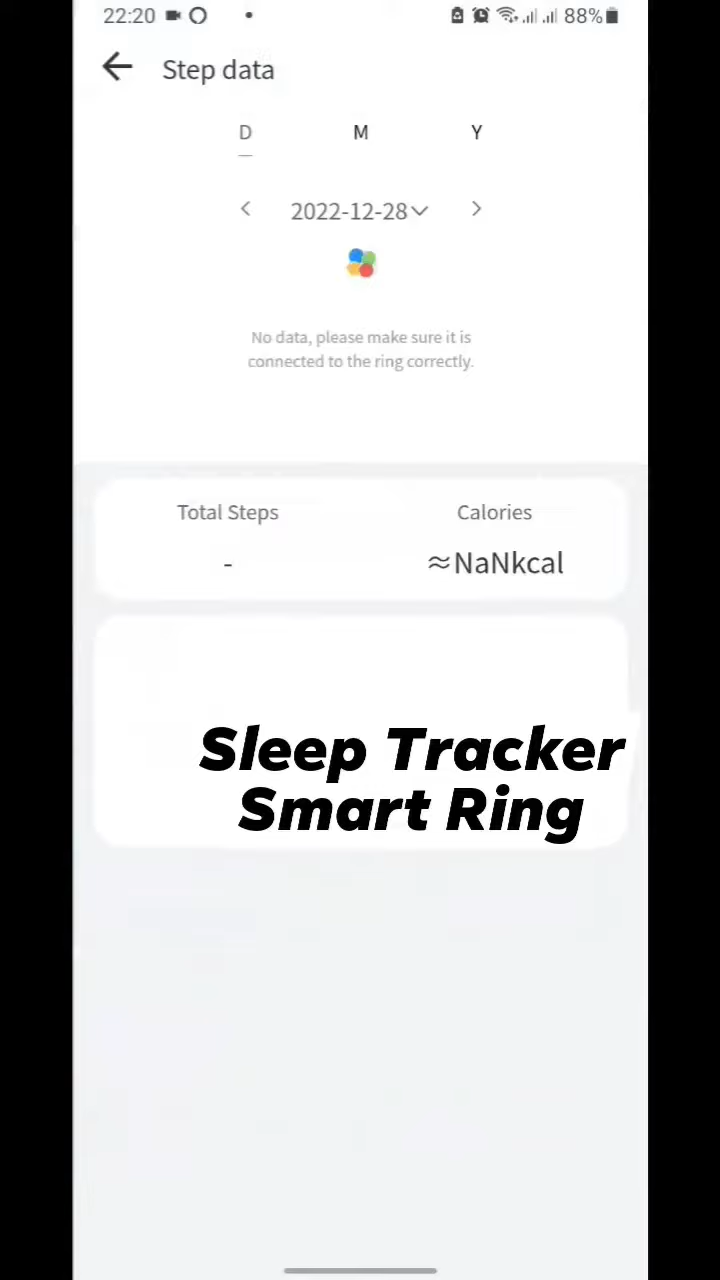 22:20 88%
Step data
D M Y
2022-12-28
No data, please make sure it is
connected to the ring correctly.
Total Steps Calories
- ≈NaNkcal
Sleep Tracker
Smart Ring